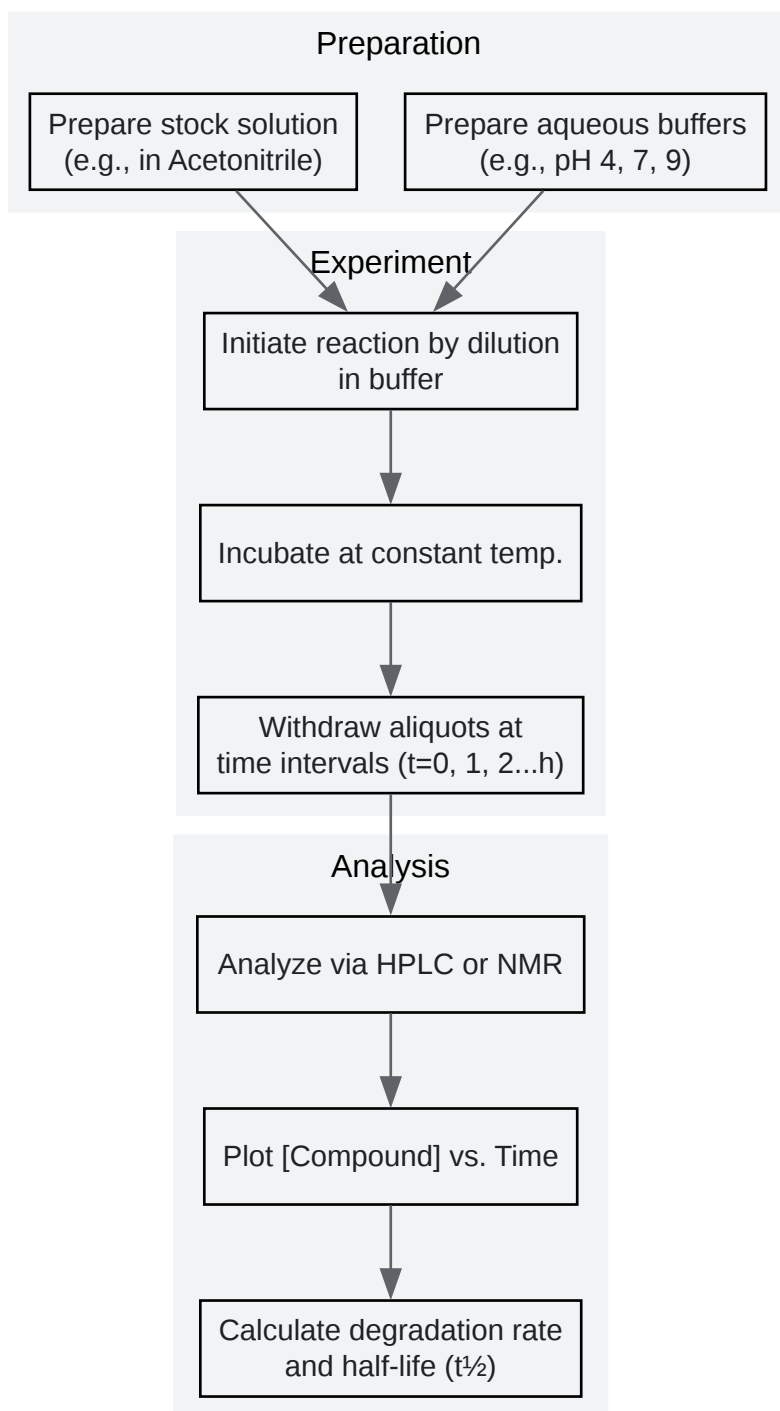 Preparation
Prepare stock solution
(e.g., in Acetonitrile)
Prepare aqueous buffers
(e.g., pH 4, 7, 9)
Experiment
Initiate reaction by dilution
in buffer
Incubate at constant temp.
Withdraw aliquots at
time intervals (t=0, 1, 2...h)
Analysis
Analyze via HPLC or NMR
Plot [Compound] vs. Time
Calculate degradation rate
and half-life (t½)